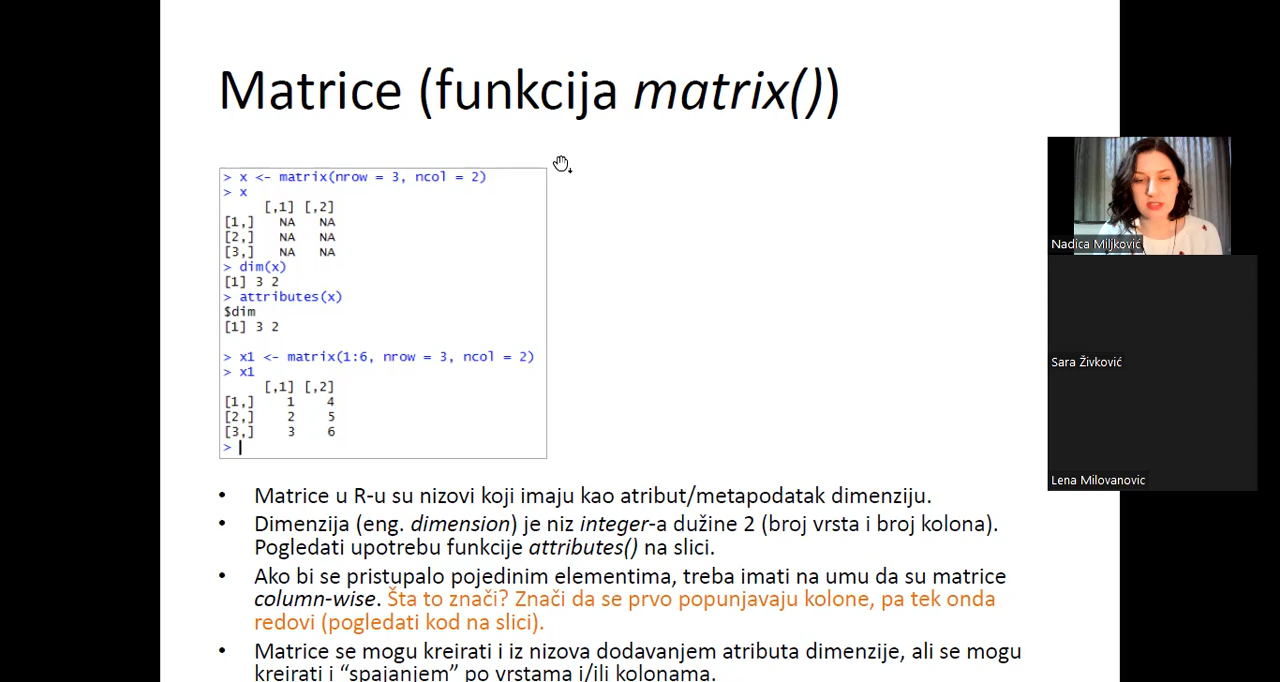 Matrice (funkcija matrix())
> x <- matrix(nrow = 3, ncol = 2)
> x
[,1] [,2]
[1,] NA NA
[2,] NA NA
[3,] NA NA
> dim(x)
[1] 3 2
> attributes(x)
$dim
[1] 3 2
> x1 <- matrix(1:6, nrow = 3, ncol = 2)
> x1
[,1] [,2]
[1,] 1 4
[2,] 2 5
[3,] 3 6
>
• Matrice u R-u su nizovi koji imaju kao atribut/metapodatak dimenziju.
• Dimenzija (eng. dimension) je niz integer-a dužine 2 (broj vrsta i broj kolona).
Pogledati upotrebu funkcije attributes() na slici.
• Ako bi se pristupalo pojedinim elementima, treba imati na umu da su matrice
column-wise. Šta to znači? Znači da se prvo popunjavaju kolone, pa tek onda
redovi (pogledati kod na slici).
• Matrice se mogu kreirati i iz nizova dodavanjem atributa dimenzije, ali se mogu
kreirati i “spajanjem” po vrstama i/ili kolonama.
Nadica Miljković
Sara Živković
Lena Milovanovic